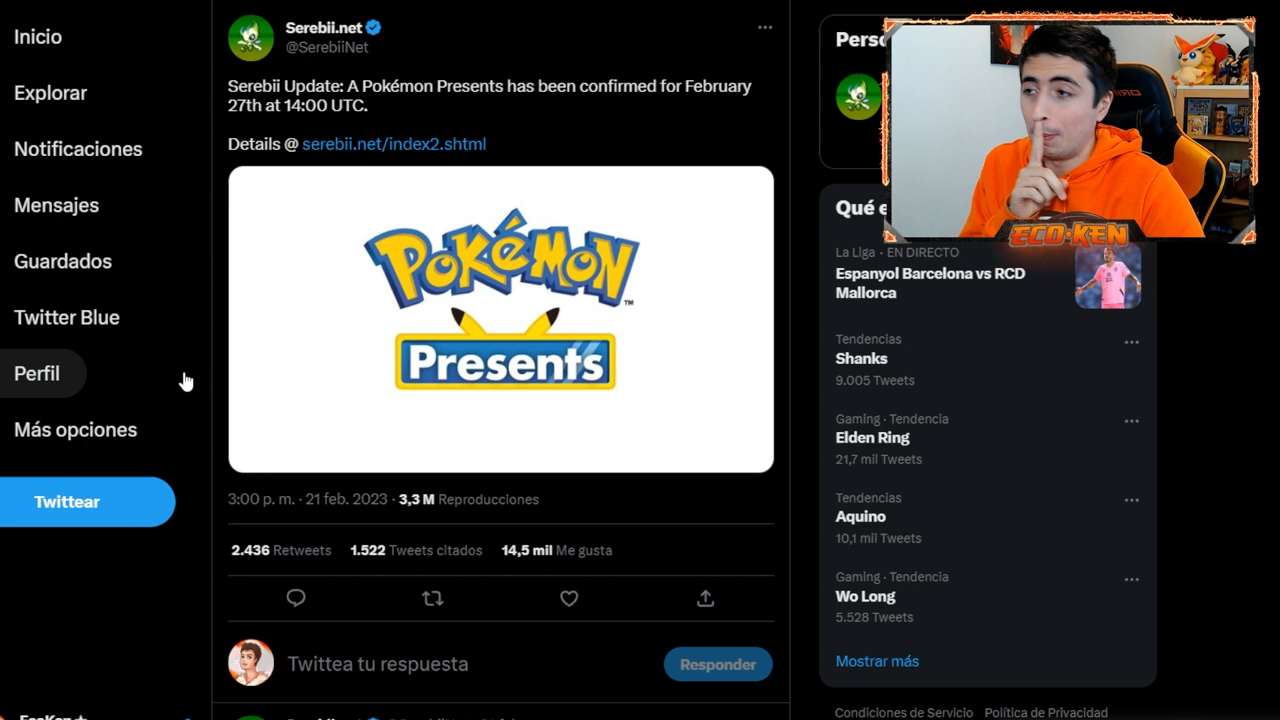 Inicio
Explorar
Notificaciones
Mensajes
Guardados
Twitter Blue
Perfil
Más opciones
Twittear
Serebii.net
@SerebiiNet
Serebii Update: A Pokémon Presents has been confirmed for February
27th at 14:00 UTC.
Details @ serebii.net/index2.shtml
POKéMON
TM
Presents
3:00 p. m. · 21 feb. 2023 · 3,3 M Reproducciones
2.436 Retweets 1.522 Tweets citados 14,5 mil Me gusta
Twittea tu respuesta
Responder
ECO·KEN
La Liga · EN DIRECTO
Espanyol Barcelona vs RCD
Mallorca
Tendencias
Shanks
9.005 Tweets
Gaming · Tendencia
Elden Ring
21,7 mil Tweets
Tendencias
Aquino
10,1 mil Tweets
Gaming · Tendencia
Wo Long
5.528 Tweets
Mostrar más
Condiciones de Servicio Política de Privacidad